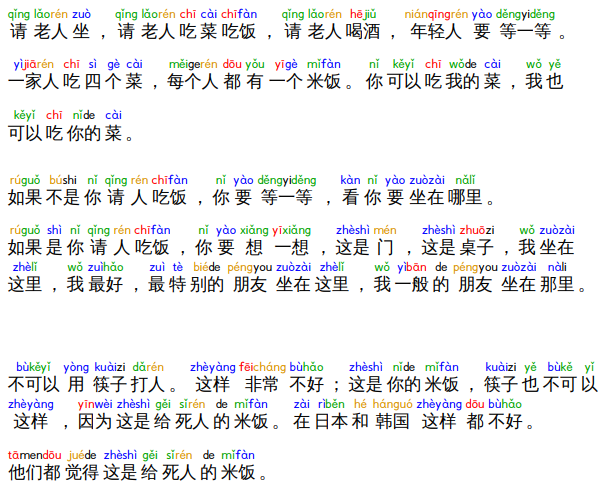 qǐng lǎorén zuò qǐng lǎorén chī cài chīfàn qǐng lǎorén hējiǔ niánqīngrén yào děngyiděng
请老人坐，请老人吃菜吃饭，请老人喝酒，年轻人要等一等。
yìjiārén chī sì gè cài měigerén dōu yǒu yīgè mǐfàn nǐ kěyǐ chī wǒde cài wǒ yě
一家人吃四个菜，每个人都有一个米饭。你可以吃我的菜，我也
kěyǐ chī nǐde cài
可以吃你的菜。
rúguǒ búshi nǐ qǐng rén chīfàn nǐ yào děngyiděng kàn nǐ yào zuòzài nǎlǐ
如果不是你请人吃饭，你要等一等，看你要坐在哪里。
rúguǒ shì nǐ qǐng rén chīfàn nǐ yào xiǎng yìxiǎng zhèshì mén zhèshì zhuōzi wǒ zuòzài
如果是你请人吃饭，你要想一想，这是门，这是桌子，我坐在
zhèlǐ wǒ zuìhǎo zuì tè biéde péngyou zuòzài zhèlǐ wǒ yìbān de péngyou zuòzài nàli
这里，我最好，最特别的朋友坐在这里，我一般的朋友坐在那里。
bùkěyǐ yòng kuàizi dǎrén zhèyàng fēicháng bùhǎo zhèshì nǐde mǐfàn kuàizi yě bùkě yǐ
不可以用筷子打人。这样非常不好；这是你的米饭，筷子也不可以
zhèyàng yīnwèi zhèshì gěi sǐrén de mǐfàn zài rìběn hé hánguó zhèyàng dōu bùhǎo
这样，因为这是给死人的米饭。在日本和韩国这样都不好。
tāmendōu juéde zhèshì gěi sǐrén de mǐfàn
他们都觉得这是给死人的米饭。